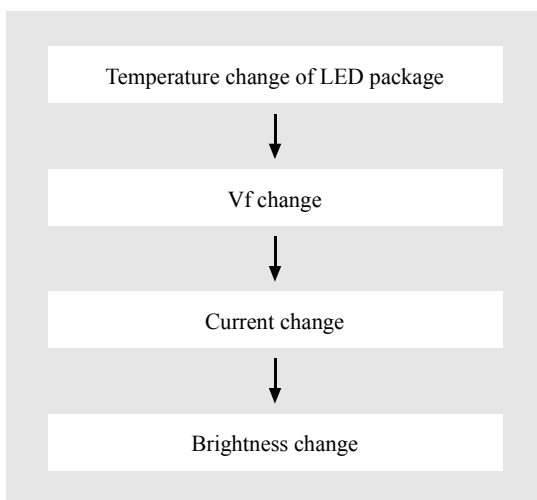 Temperature change of LED package
Vf change
Current change
Brightness change